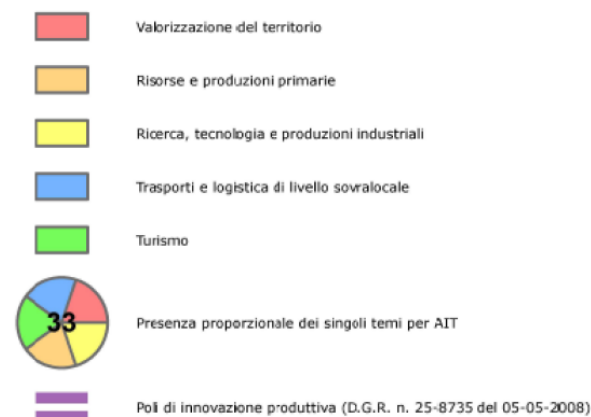 Valorizzazione del territorio
Risorse e produzioni primarie
Ricerca, tecnologia e produzioni industriali
Trasporti e logistica di livello sovralocale
Turismo
33
Presenza proporzionale dei singoli temi per AIT
Poli di innovazione produttiva (D.G.R. n. 25-8735 del 05-05-2008)